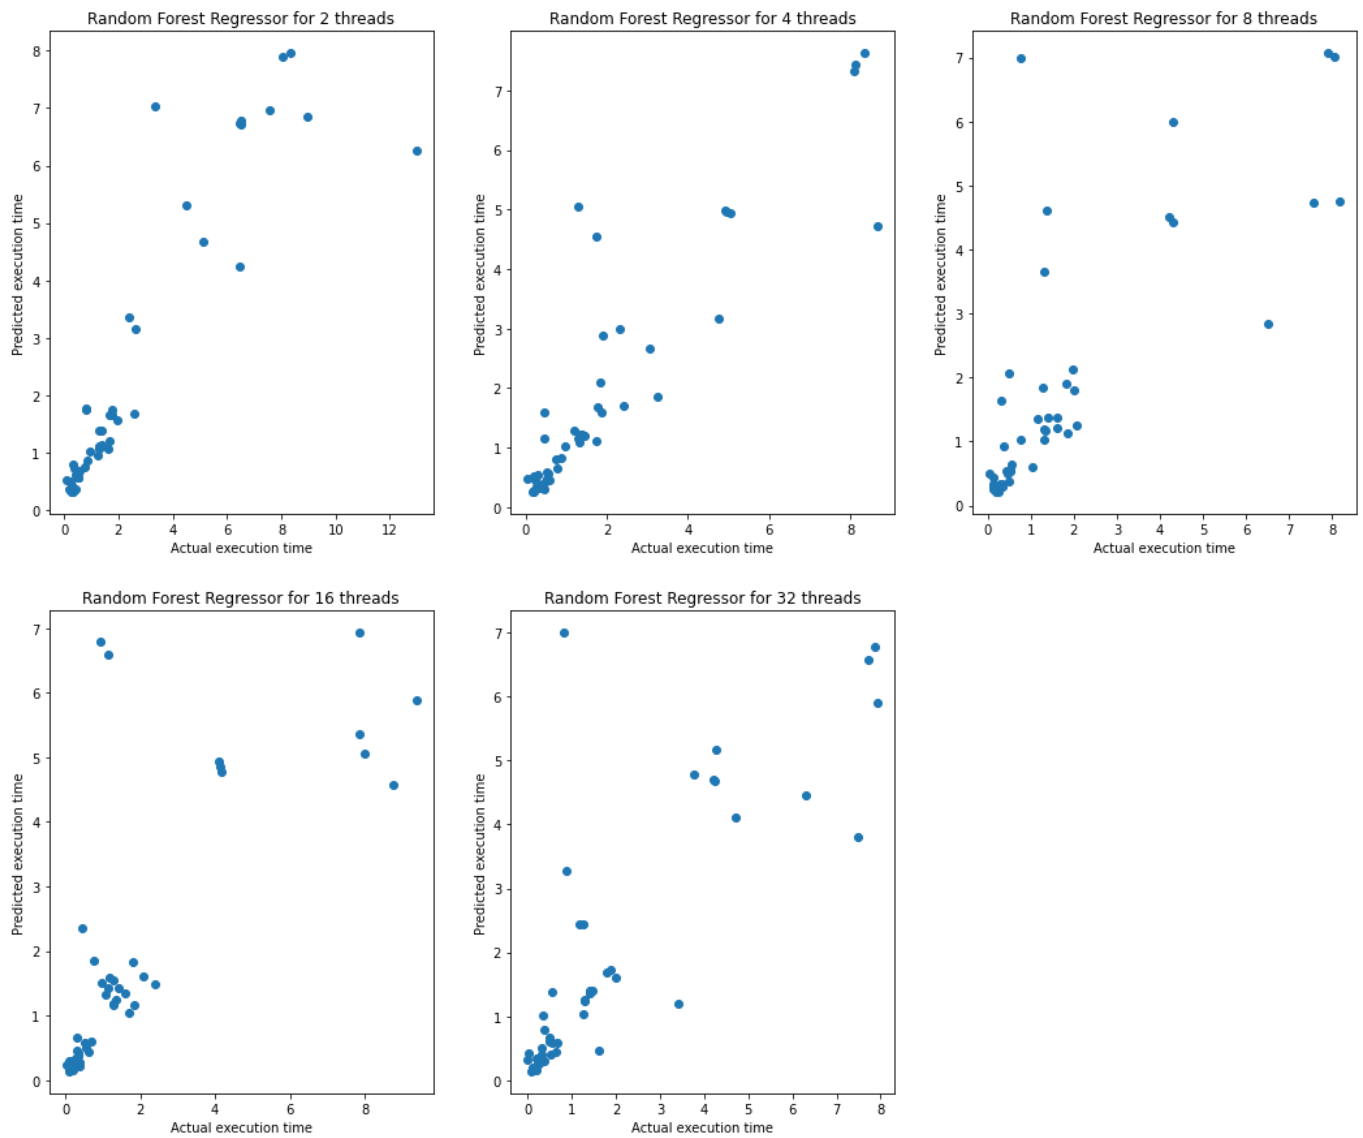 Random Forest Regressor for 2 threads
Predicted execution time
8
7
6
5
4
3
2
1
0
0 2 4 6 8 10 12
Actual execution time
Random Forest Regressor for 4 threads
Predicted execution time
7
6
5
4
3
2
1
0
0 2 4 6 8
Actual execution time
Random Forest Regressor for 8 threads
Predicted execution time
7
6
5
4
3
2
1
0
0 1 2 3 4 5 6 7 8
Actual execution time
Random Forest Regressor for 16 threads
Predicted execution time
7
6
5
4
3
2
1
0
0 2 4 6 8
Actual execution time
Random Forest Regressor for 32 threads
Predicted execution time
7
6
5
4
3
2
1
0
0 1 2 3 4 5 6 7 8
Actual execution time